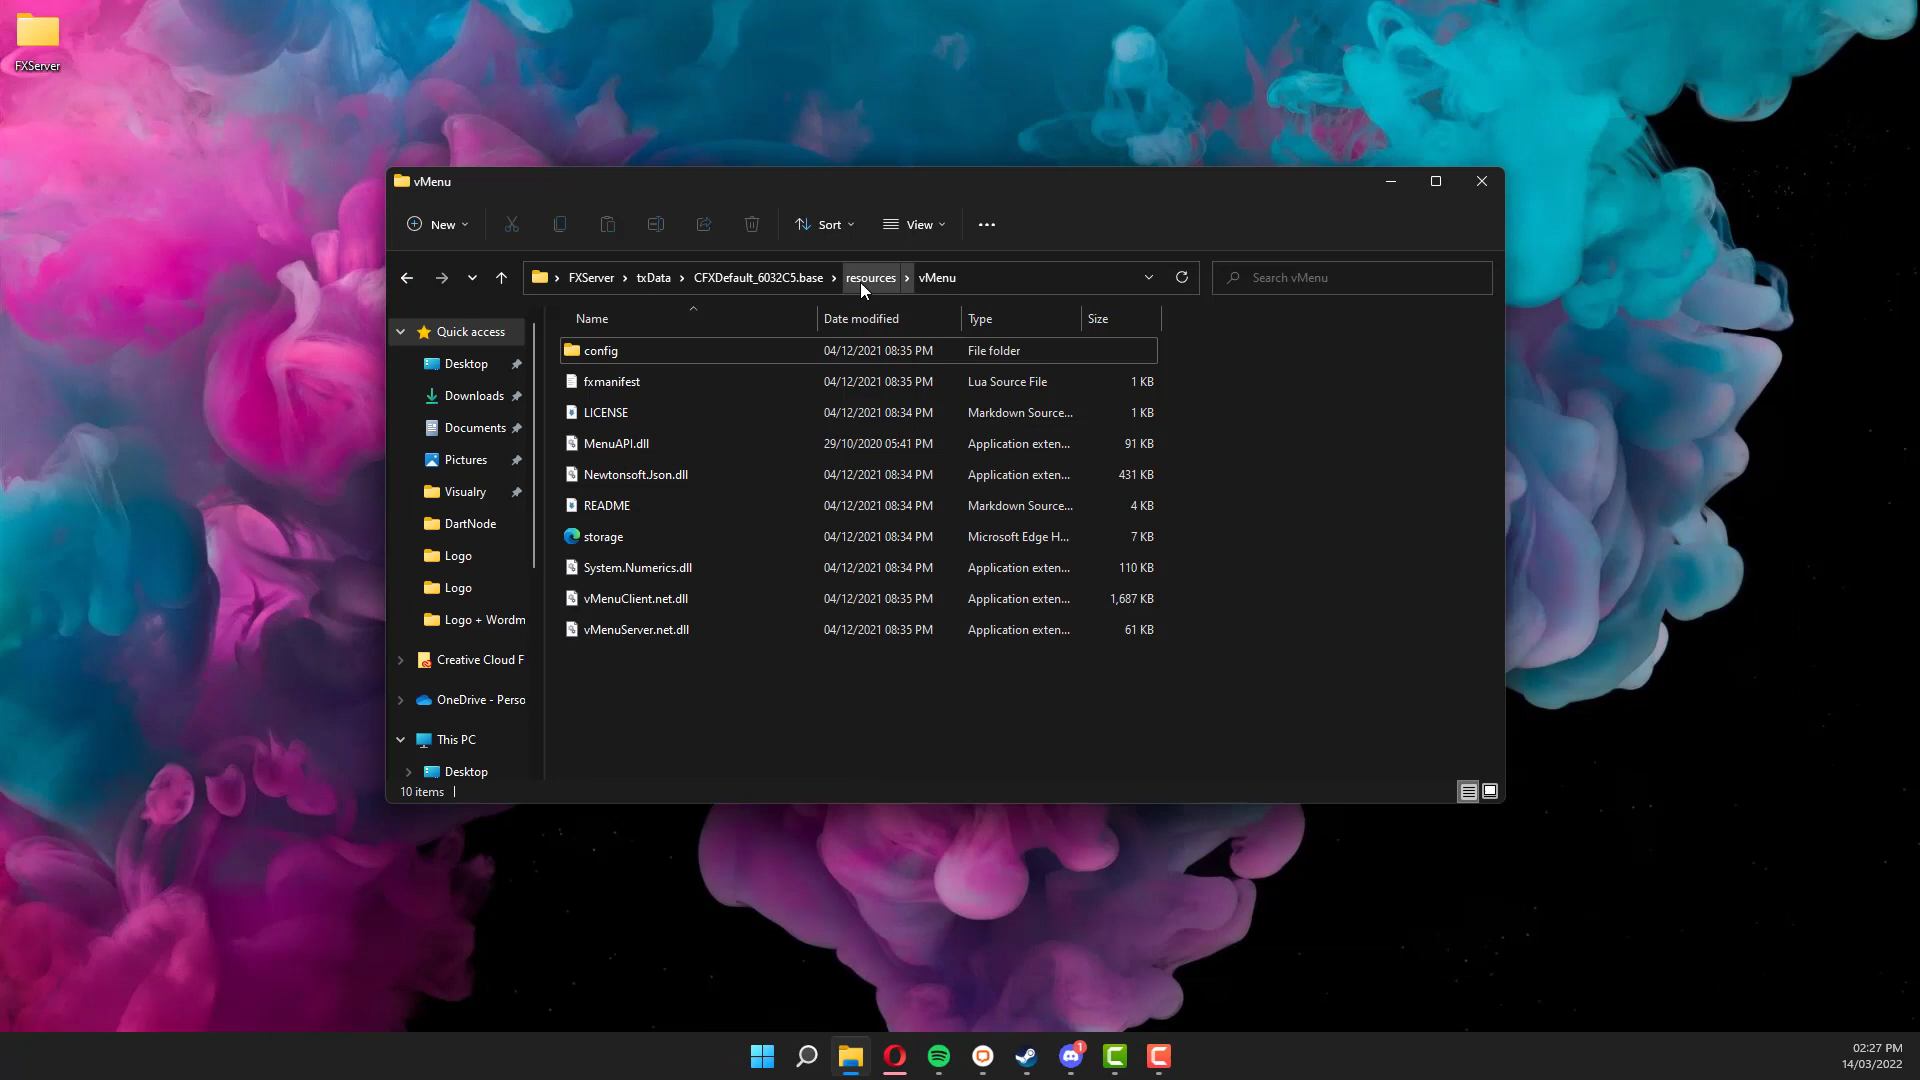 FXServer
vMenu
New
Sort
View
FXServer > txData > CFXDefault_6032C5.base > resources > vMenu
Search vMenu
Name Date modified Type Size
Quick access
Desktop
Downloads
Documents
Pictures
Visualry
DartNode
Logo
Logo
Logo + Wordm
Creative Cloud F
OneDrive - Perso
This PC
Desktop
config 04/12/2021 08:35 PM File folder
fxmanifest 04/12/2021 08:35 PM Lua Source File 1 KB
LICENSE 04/12/2021 08:34 PM Markdown Source... 1 KB
MenuAPI.dll 29/10/2020 05:41 PM Application exten... 91 KB
Newtonsoft.Json.dll 04/12/2021 08:34 PM Application exten... 431 KB
README 04/12/2021 08:34 PM Markdown Source... 4 KB
storage 04/12/2021 08:34 PM Microsoft Edge H... 7 KB
System.Numerics.dll 04/12/2021 08:34 PM Application exten... 110 KB
vMenuClient.net.dll 04/12/2021 08:35 PM Application exten... 1,687 KB
vMenuServer.net.dll 04/12/2021 08:35 PM Application exten... 61 KB
10 items
1
02:27 PM
14/03/2022